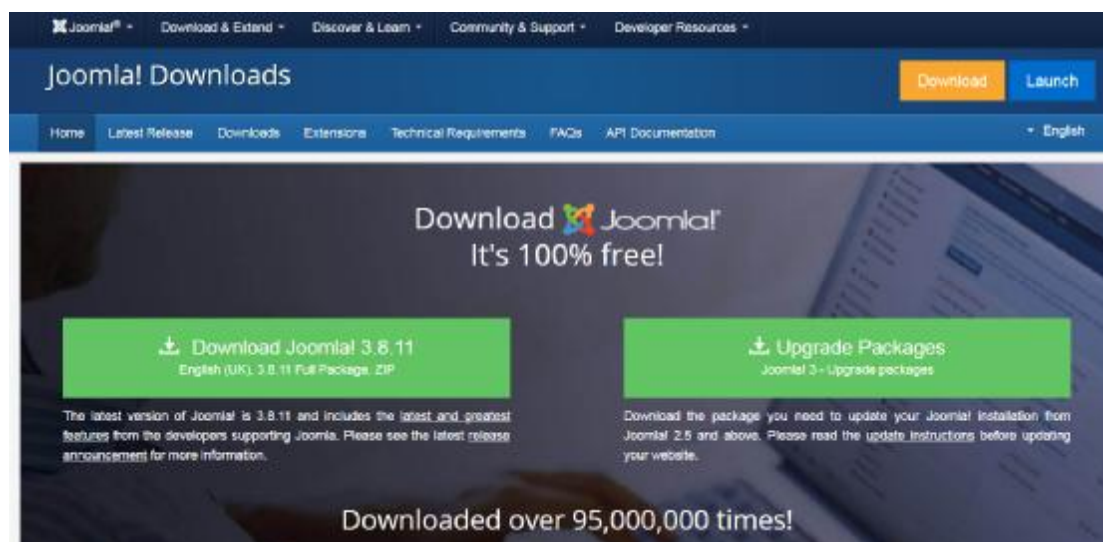 Joomla!® Download & Extend Discover & Learn Community & Support Developer Resources
Joomla! Downloads
Download Launch
Home Latest Release Downloads Extensions Technical Requirements FAQs API Documentation English
Download Joomla!®
It's 100% free!
Download Joomla! 3.8.11
English (UK), 3.8.11 Full Package, ZIP
The latest version of Joomla! is 3.8.11 and includes the latest and greatest
features from the developers supporting Joomla. Please see the latest release
announcement for more information.
Upgrade Packages
Joomla! 3 - Upgrade packages
Download the package you need to update your Joomla! installation from
Joomla! 2.5 and above. Please read the update instructions before updating
your website.
Downloaded over 95,000,000 times!